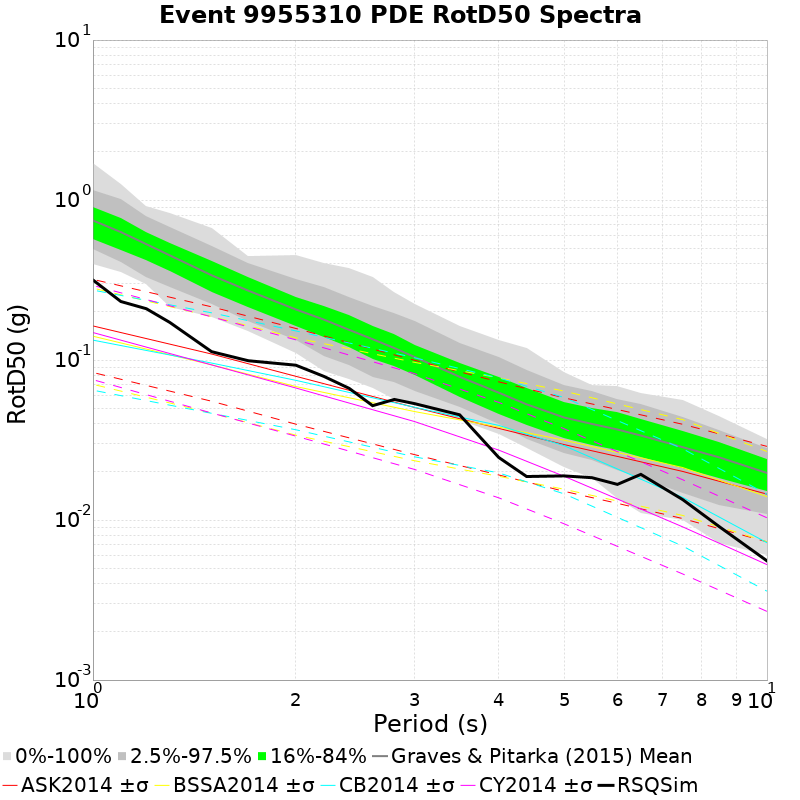 Event 9955310 PDE RotD50 Spectra
10^1
10^0
10^-1
10^-2
10^-3
RotD50 (g)
10^0 2 3 4 5 6 7 8 9 10^1
Period (s)
0%-100% 2.5%-97.5% 16%-84% Graves & Pitarka (2015) Mean
ASK2014 ±σ BSSA2014 ±σ CB2014 ±σ CY2014 ±σ RSQSim